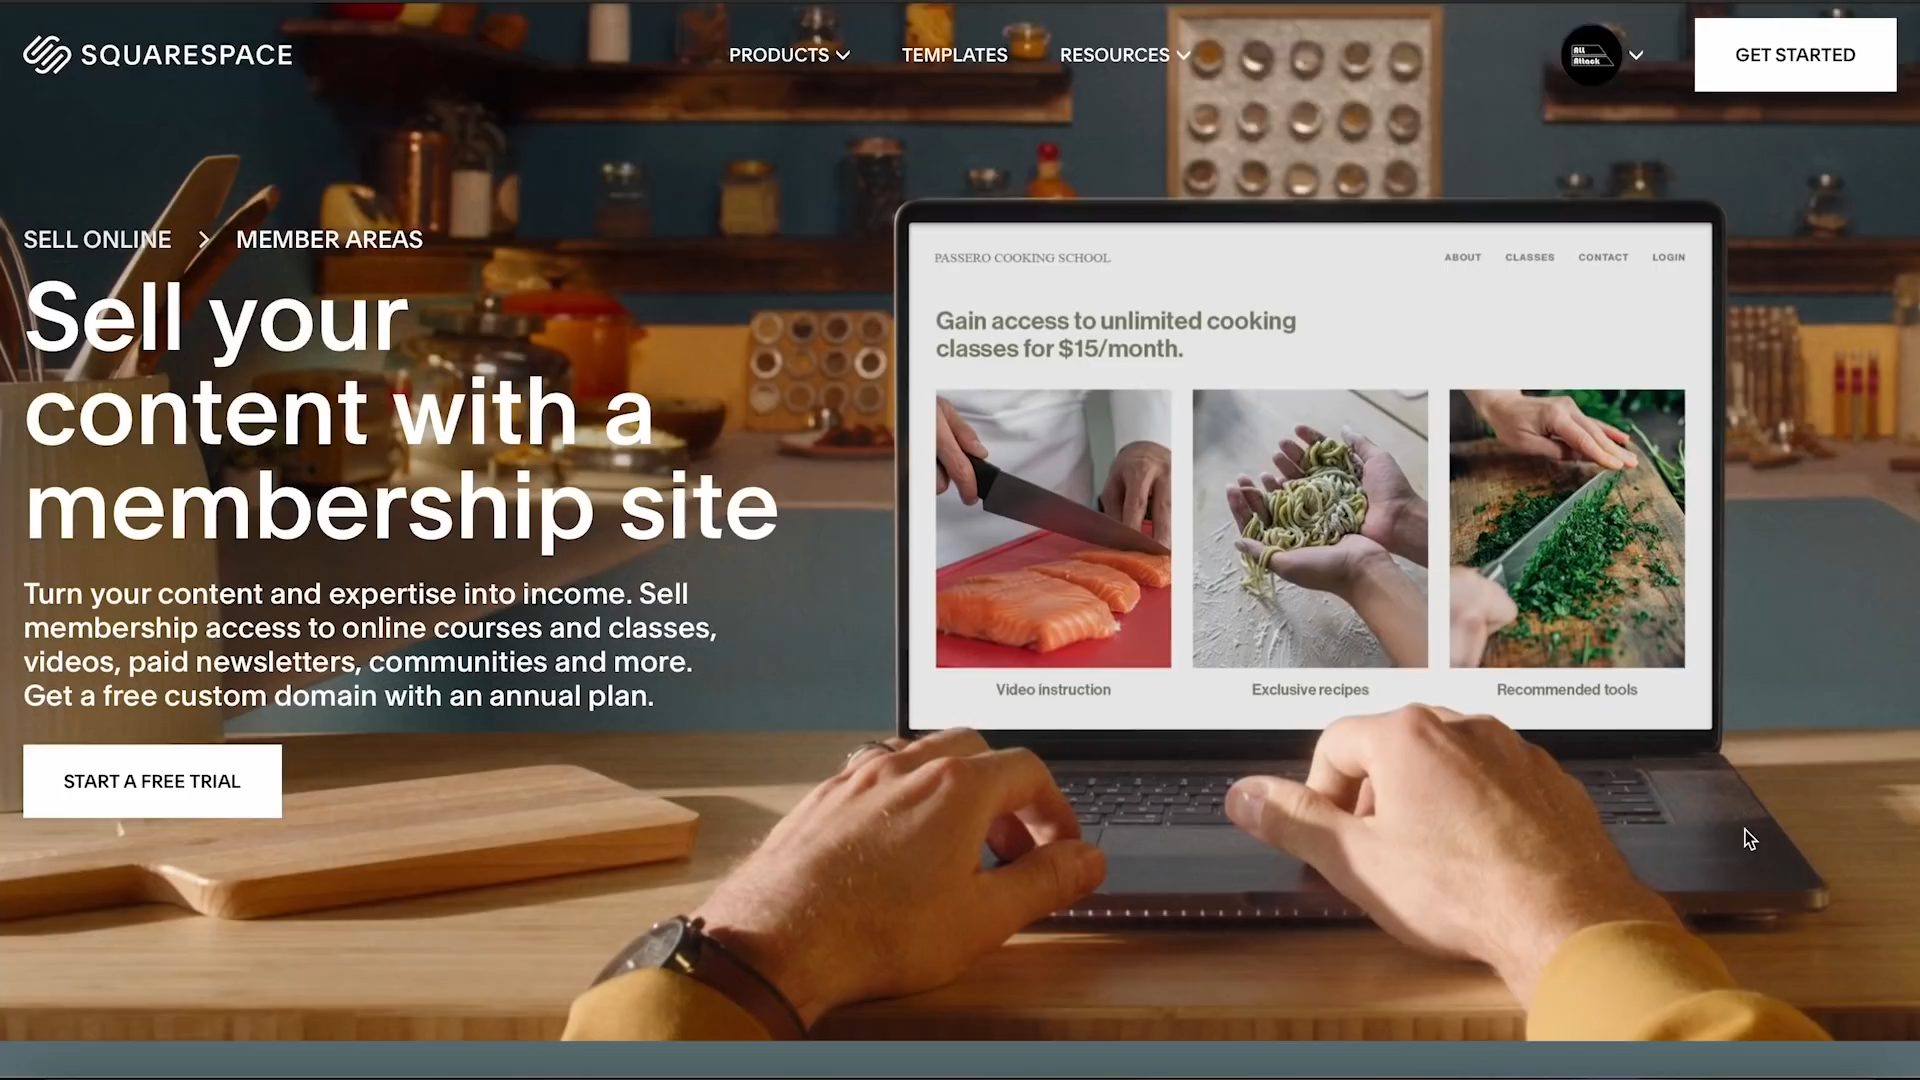 SQUARESPACE
PRODUCTS
TEMPLATES
RESOURCES
All
Attack
GET STARTED
SELL ONLINE > MEMBER AREAS
Sell your
content with a
membership site
Turn your content and expertise into income. Sell
membership access to online courses and classes,
videos, paid newsletters, communities and more.
Get a free custom domain with an annual plan.
START A FREE TRIAL
PASSERO COOKING SCHOOL
ABOUT
CLASSES
CONTACT
LOGIN
Gain access to unlimited cooking
classes for $15/month.
Video instruction
Exclusive recipes
Recommended tools